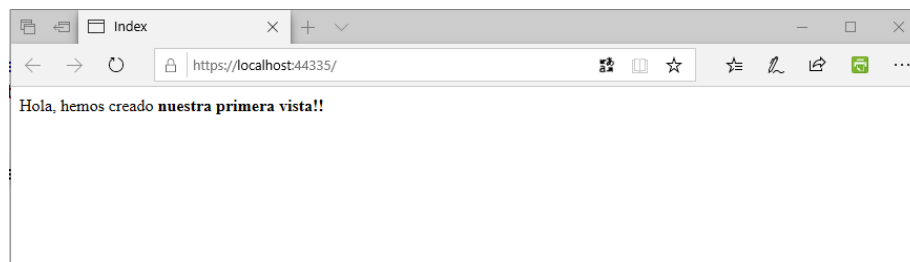 Index
https://localhost:44335/
Hola, hemos creado nuestra primera vista!!